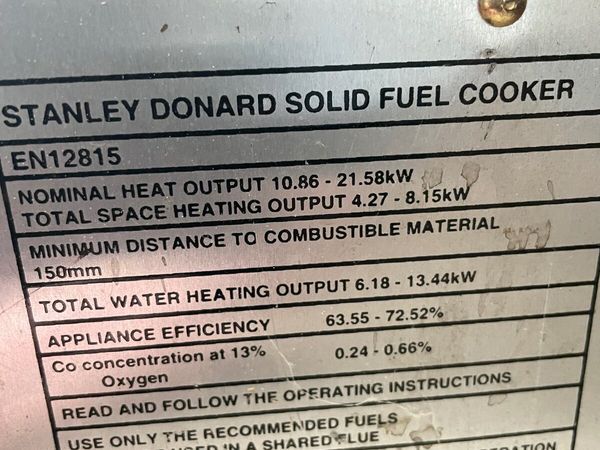 STANLEY DONARD SOLID FUEL COOKER
EN12815
NOMINAL HEAT OUTPUT 10.86 - 21.58kW
TOTAL SPACE HEATING OUTPUT 4.27 - 8.15kW
MINIMUM DISTANCE TO COMBUSTIBLE MATERIAL
150mm
TOTAL WATER HEATING OUTPUT 6.18 - 13.44kW
APPLIANCE EFFICIENCY 63.55 - 72.52%
Co concentration at 13% 0.24 - 0.66%
Oxygen
READ AND FOLLOW THE OPERATING INSTRUCTIONS
USE ONLY THE RECOMMENDED FUELS
USED IN A SHARED FLUE